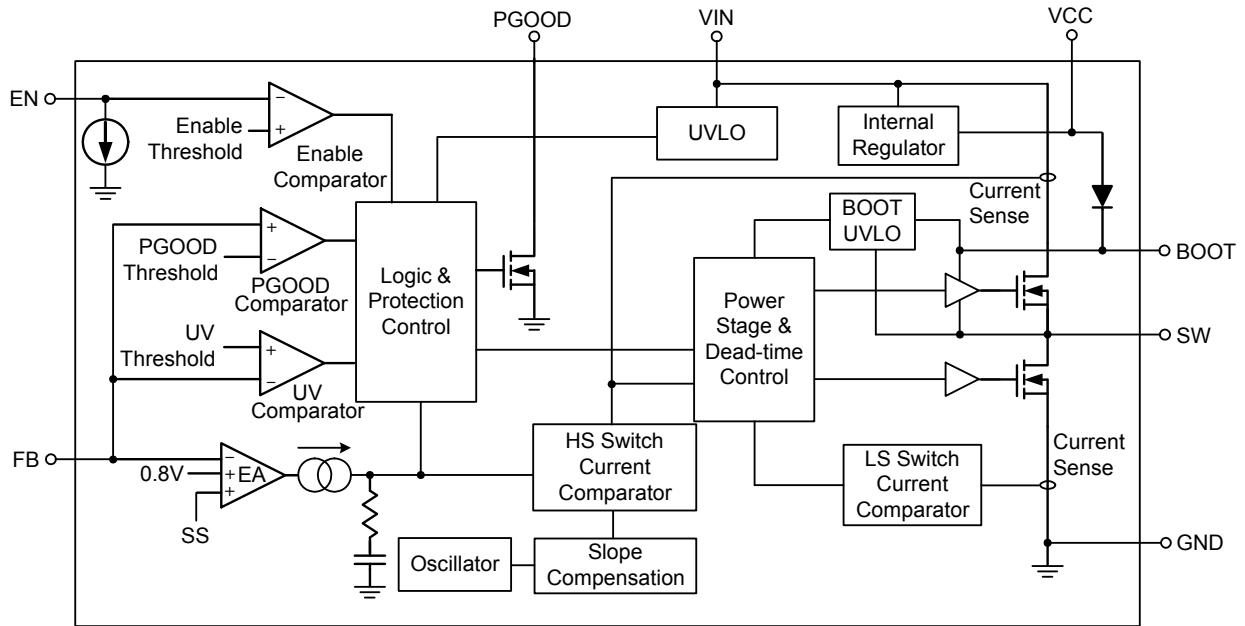 PGOOD
VIN
VCC
EN
Enable
Threshold
Enable
Comparator
UVLO
Internal
Regulator
Current
Sense
BOOT
UVLO
BOOT
PGOOD
Threshold
PGOOD
Comparator
Logic &
Protection
Control
Power
Stage &
Dead-time
Control
SW
UV
Threshold
UV
Comparator
FB
0.8V
EA
SS
HS Switch
Current
Comparator
LS Switch
Current
Comparator
Current
Sense
Oscillator
Slope
Compensation
GND